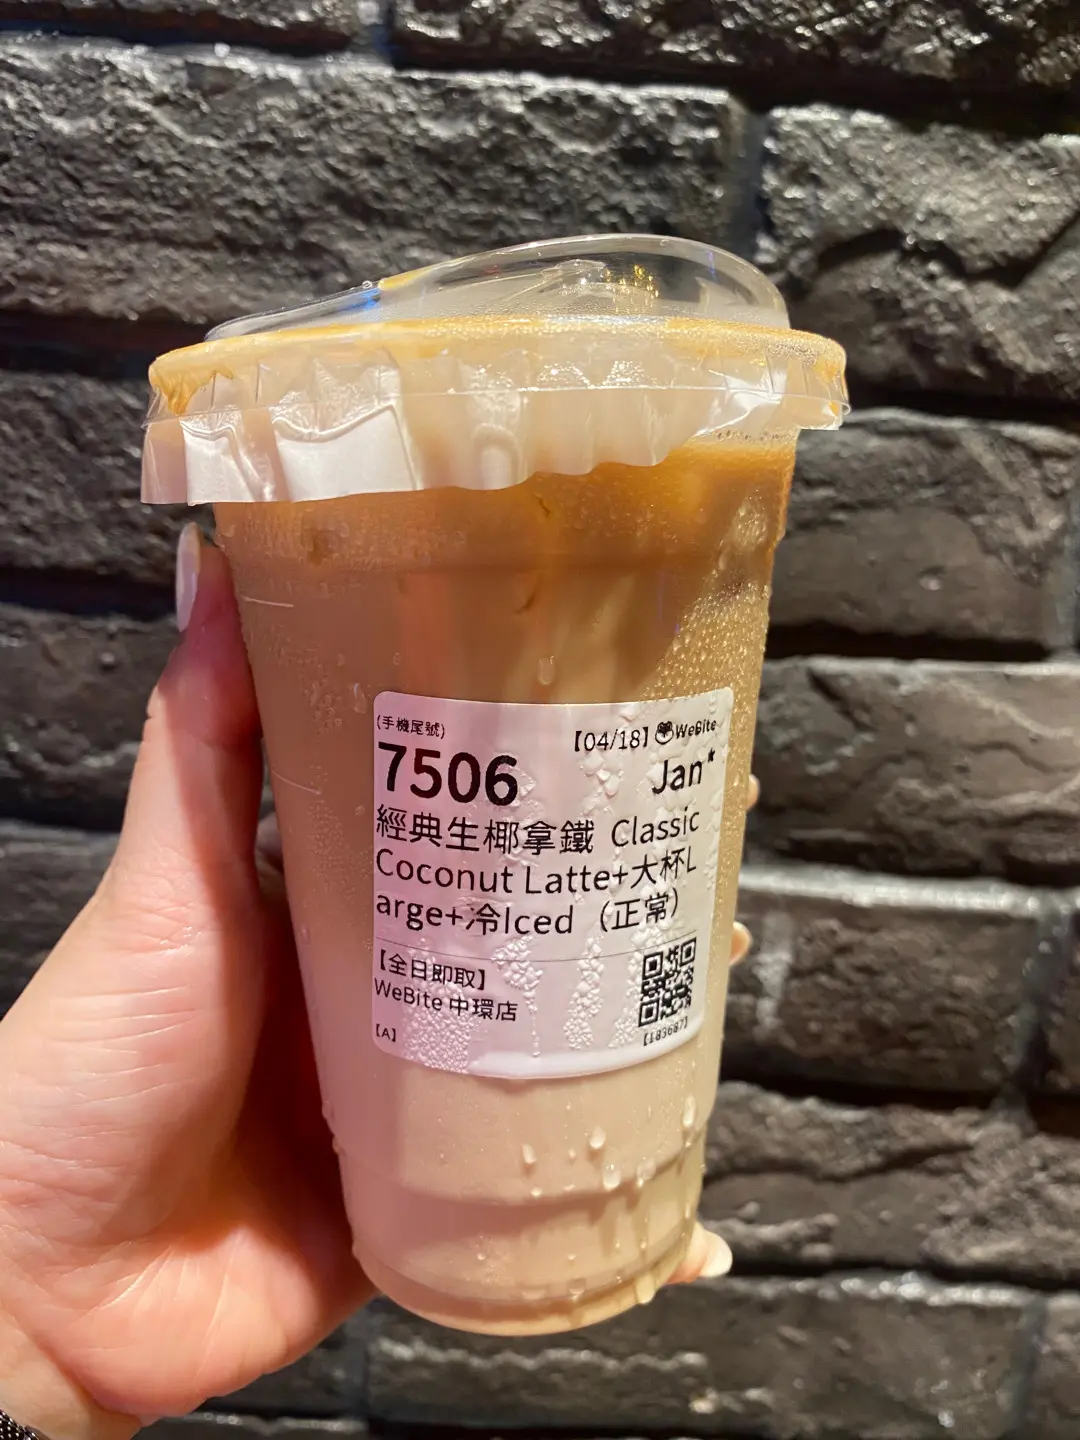 (手機尾號)
【04/18】 WeBite
7506
Jan*
經典生椰拿鐵 Classic
Coconut Latte+大杯L
arge+冷Iced (正常)
【全日即取】
WeBite 中環店
【A】
【183687】